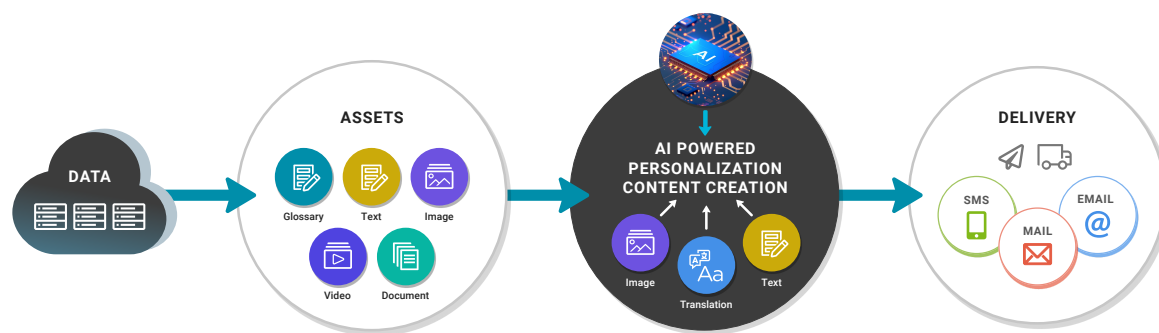 DATA
ASSETS
Glossary
Text
Image
Video
Document
AI
AI POWERED
PERSONALIZATION
CONTENT CREATION
Image
Translation
Text
DELIVERY
SMS
MAIL
EMAIL
@